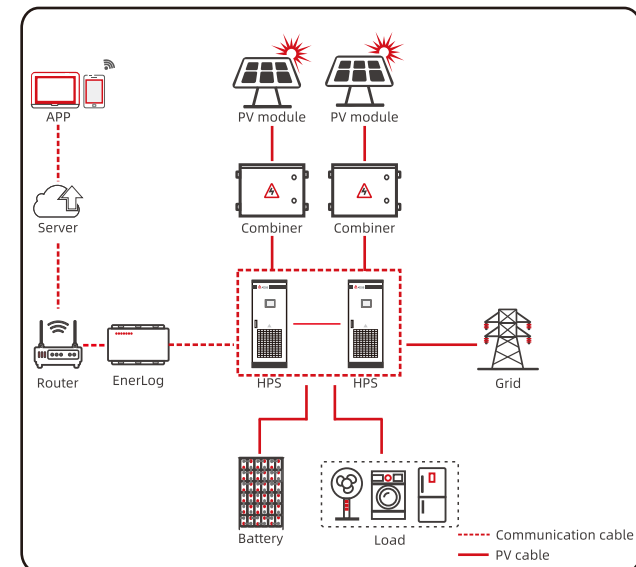 APP
PV module
PV module
Server
Combiner
Combiner
Router
EnerLog
HPS
HPS
Grid
Battery
Load
Communication cable
PV cable